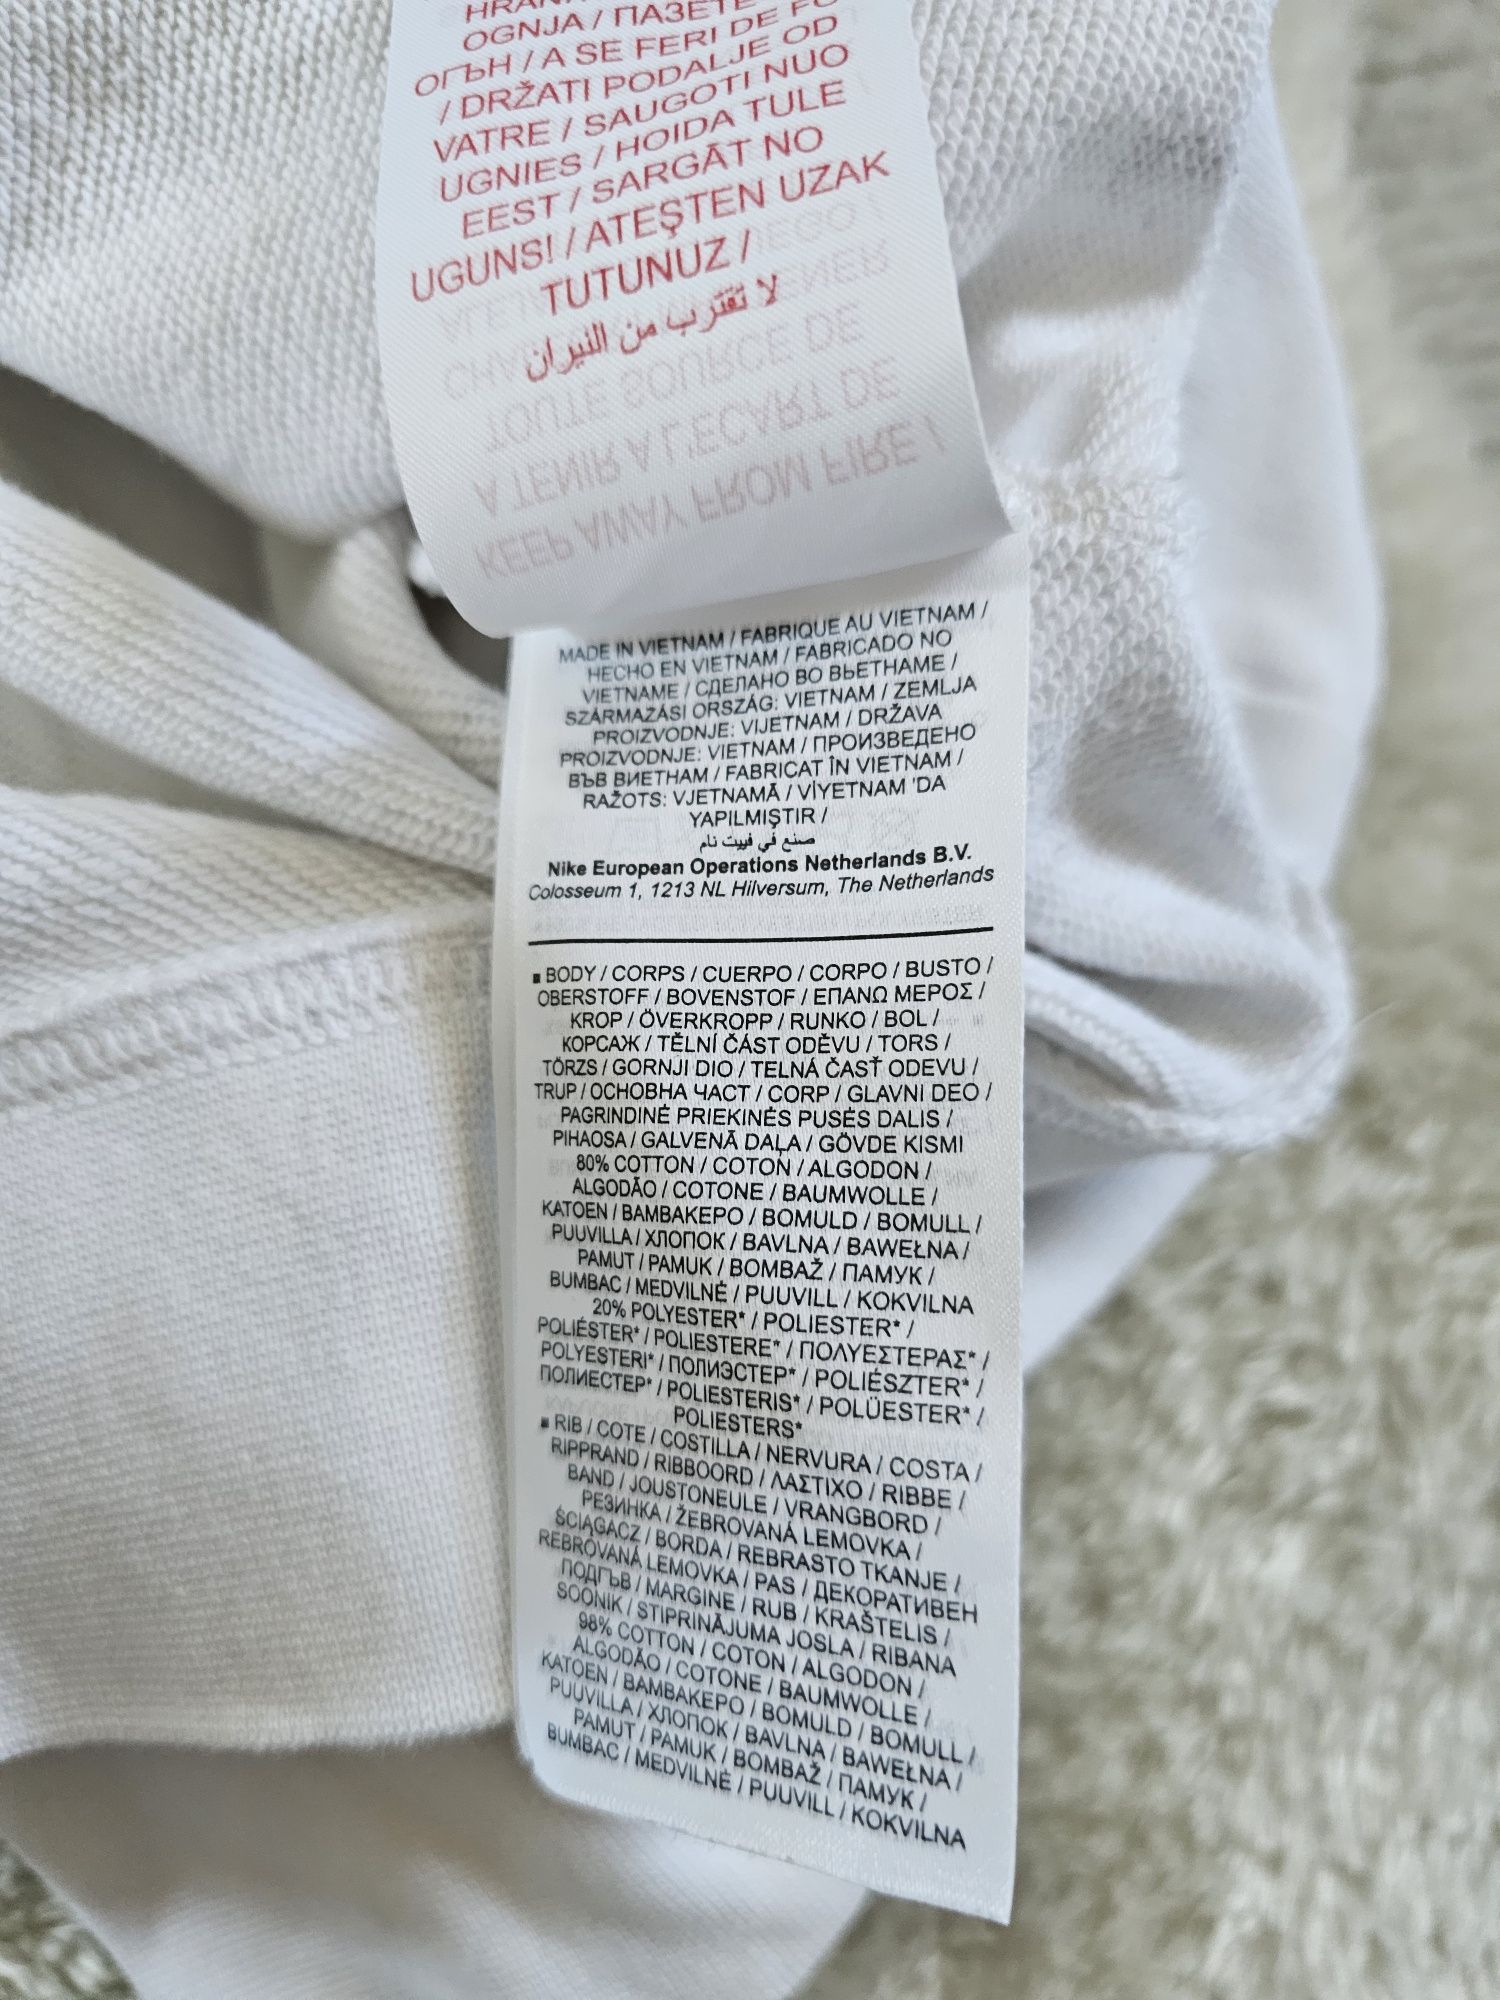 OGNJA / ПАЗЕТЕ
ОГЪН / A SE FERI DE
/ DRŽATI PODALJE OD
VATRE / SAUGOTI NUO
UGNIES / HOIDA TULE
EEST / SARGĀT NO
UGUNS! / ATEŞTEN UZAK
TUTUNUZ /
لا تقترب من النيران
TOUTE SOURCE DE
A TENIR A L'ECART DE
KEEP AWAY FROM FIRE /
MADE IN VIETNAM / FABRIQUE AU VIETNAM /
HECHO EN VIETNAM / FABRICADO NO
VIETNAME / СДЕЛАНО ВО ВЬЕТНАМЕ /
SZÁRMAZÁSI ORSZÁG: VIETNAM / ZEMLJA
PROIZVODNJE: VIJETNAM / DRŽAVA
PROIZVODNJE: VIETNAM / ПРОИЗВЕДЕНО
ВЪВ ВИЕТНАМ / FABRICAT ÎN VIETNAM /
RAŽOTS: VJETNAMĀ / VİYETNAM 'DA
YAPILMIŞTIR /
صنع في فييت نام
Nike European Operations Netherlands B.V.
Colosseum 1, 1213 NL Hilversum, The Netherlands
■ BODY / CORPS / CUERPO / CORPO / BUSTO /
OBERSTOFF / BOVENSTOF / ΕΠΑΝΩ ΜΕΡΟΣ /
KROP / ÖVERKROPP / RUNKO / BOL /
КОРСАЖ / TĚLNÍ ČÁST ODĚVU / TORS /
TÖRZS / GORNJI DIO / TELNÁ ČASŤ ODEVU /
TRUP / ОСНОВНА ЧАСТ / CORP / GLAVNI DEO /
PAGRINDINĖ PRIEKINĖS PUSĖS DALIS /
PIHAOSA / GALVENĀ DAĻA / GÖVDE KISMI
80% COTTON / COTON / ALGODON /
ALGODÃO / COTONE / BAUMWOLLE /
KATOEN / ΒΑΜΒΑΚΕΡΟ / BOMULD / BOMULL /
PUUVILLA / ХЛОПОК / BAVLNA / BAWEŁNA /
PAMUT / PAMUK / BOMBAŽ / ПАМУК /
BUMBAC / MEDVILNĖ / PUUVILL / KOKVILNA
20% POLYESTER* / POLIESTER* /
POLIÉSTER* / POLIESTERE* / ΠΟΛΥΕΣΤΕΡΑΣ* /
POLYESTERI* / ПОЛИЭСТЕР* / POLIÉSZTER* /
ПОЛИЕСТЕР* / POLIESTERIS* / POLÜESTER* /
POLIESTERS*
■ RIB / COTE / COSTILLA / NERVURA / COSTA /
RIPPRAND / RIBBOORD / ΛΑΣΤΙΧΟ / RIBBE /
BAND / JOUSTONEULE / VRANGBORD /
РЕЗИНКА / ŽEBROVANÁ LEMOVKA /
ŚCIĄGACZ / BORDA / REBRASTO TKANJE /
REBROVANÁ LEMOVKA / PAS / ДЕКОРАТИВЕН
ПОДГЪВ / MARGINE / RUB / KRAŠTELIS /
SOONIK / STIPRINĀJUMA JOSLA / RIBANA
98% COTTON / COTON / ALGODON /
ALGODÃO / COTONE / BAUMWOLLE /
KATOEN / ΒΑΜΒΑΚΕΡΟ / BOMULD / BOMULL /
PUUVILLA / ХЛОПОК / BAVLNA / BAWEŁNA /
PAMUT / PAMUK / BOMBAŽ / ПАМУК /
BUMBAC / MEDVILNĖ / PUUVILL / KOKVILNA